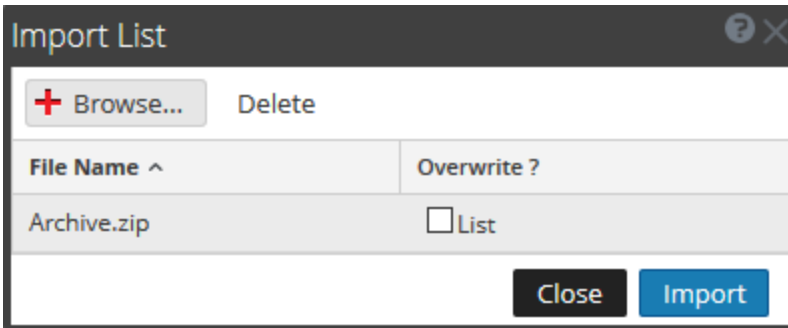 Import List
Browse... Delete
File Name Overwrite ?
Archive.zip List
Close Import